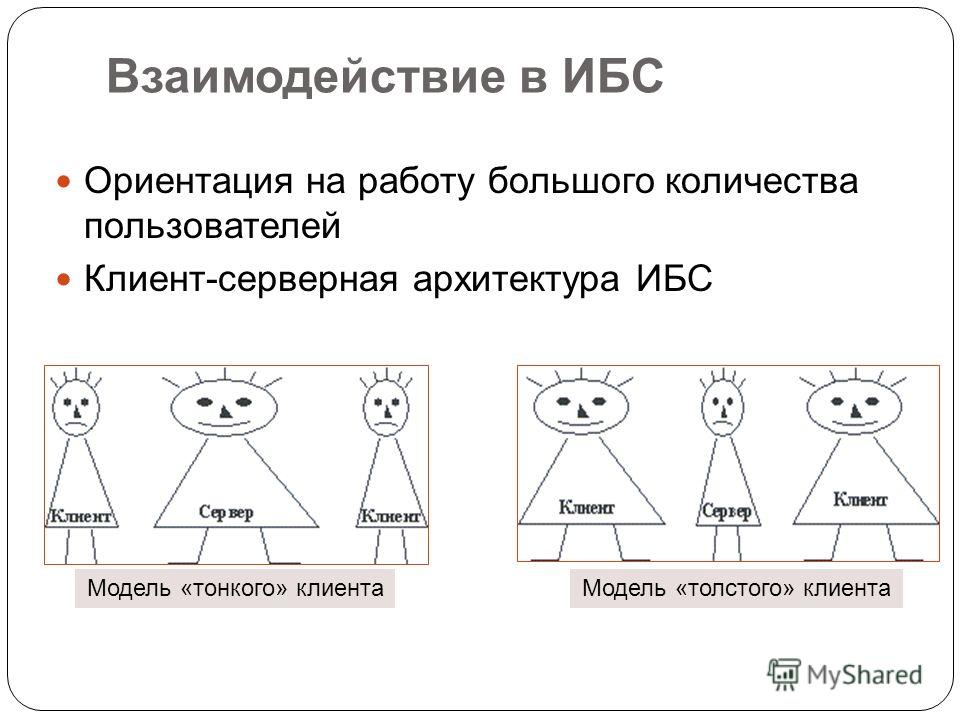 Взаимодействие в ИБС
Ориентация на работу большого количества
пользователей
Клиент-серверная архитектура ИБС
Клиент
Сервер
Клиент
Клиент
Сервер
Клиент
Модель «тонкого» клиента
Модель «толстого» клиента
MyShared